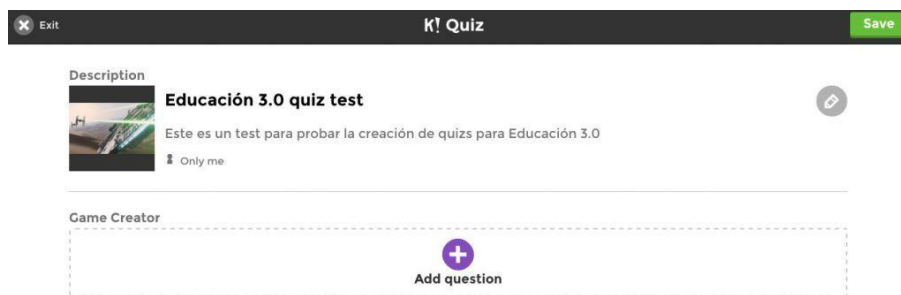 Exit
K! Quiz
Save
Description
Educación 3.0 quiz test
Este es un test para probar la creación de quizs para Educación 3.0
Only me
Game Creator
Add question